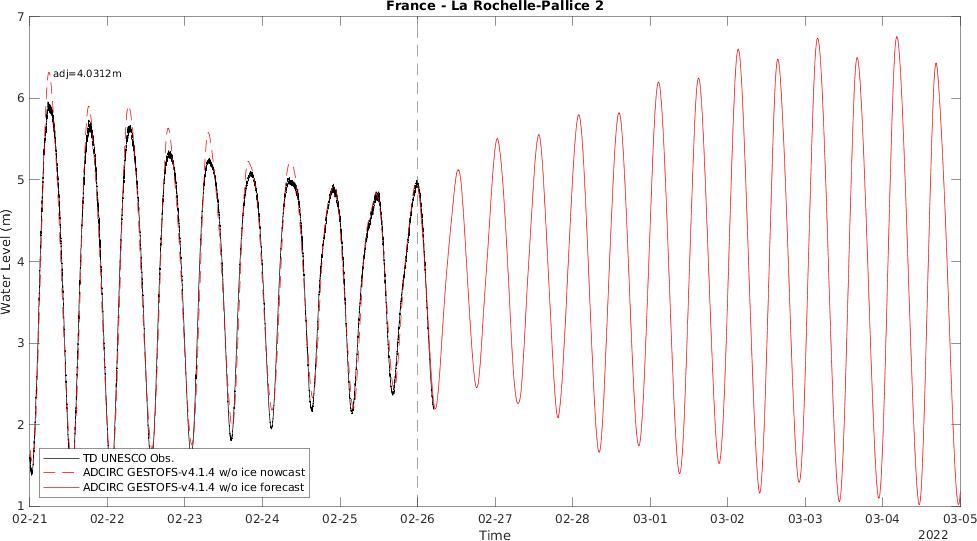 France - La Rochelle-Pallice 2
7
6
5
4
3
2
1
Water Level (m)
adj=4.0312m
TD UNESCO Obs.
ADCIRC GESTOFS-v4.1.4 w/o ice nowcast
ADCIRC GESTOFS-v4.1.4 w/o ice forecast
02-21 02-22 02-23 02-24 02-25 02-26 02-27 02-28 03-01 03-02 03-03 03-04 03-05
Time
2022